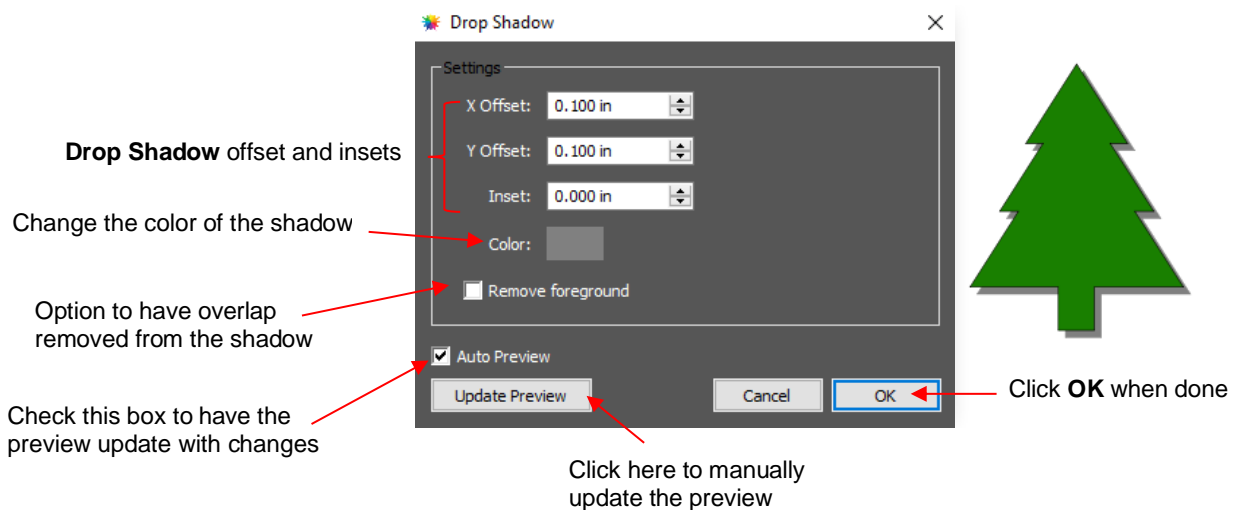 Drop Shadow
Settings
X Offset: 0.100 in
Drop Shadow offset and insets
Y Offset: 0.100 in
Inset: 0.000 in
Change the color of the shadow
Color:
Remove foreground
Option to have overlap
removed from the shadow
Auto Preview
Update Preview Cancel OK
Click OK when done
Check this box to have the
preview update with changes
Click here to manually
update the preview